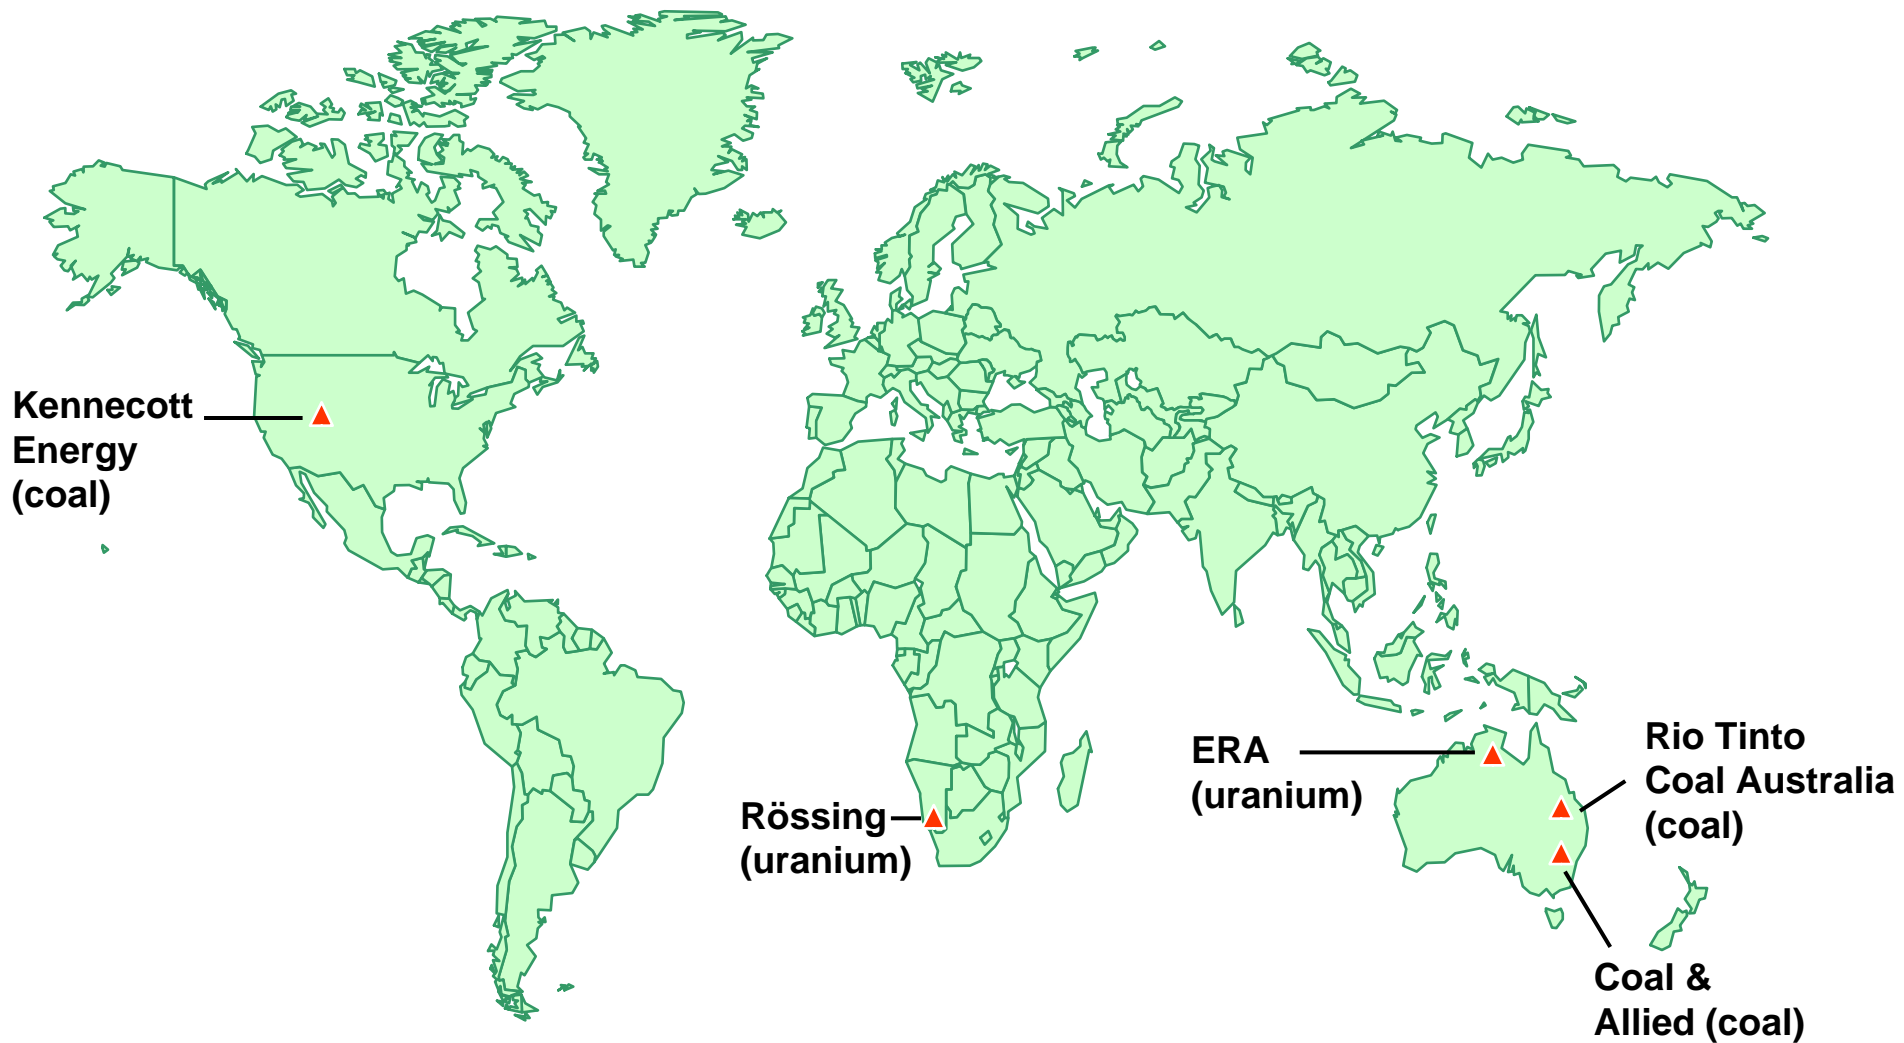 Kennecott
Energy
(coal)
Rössing
(uranium)
ERA
(uranium)
Rio Tinto
Coal Australia
(coal)
Coal &
Allied (coal)